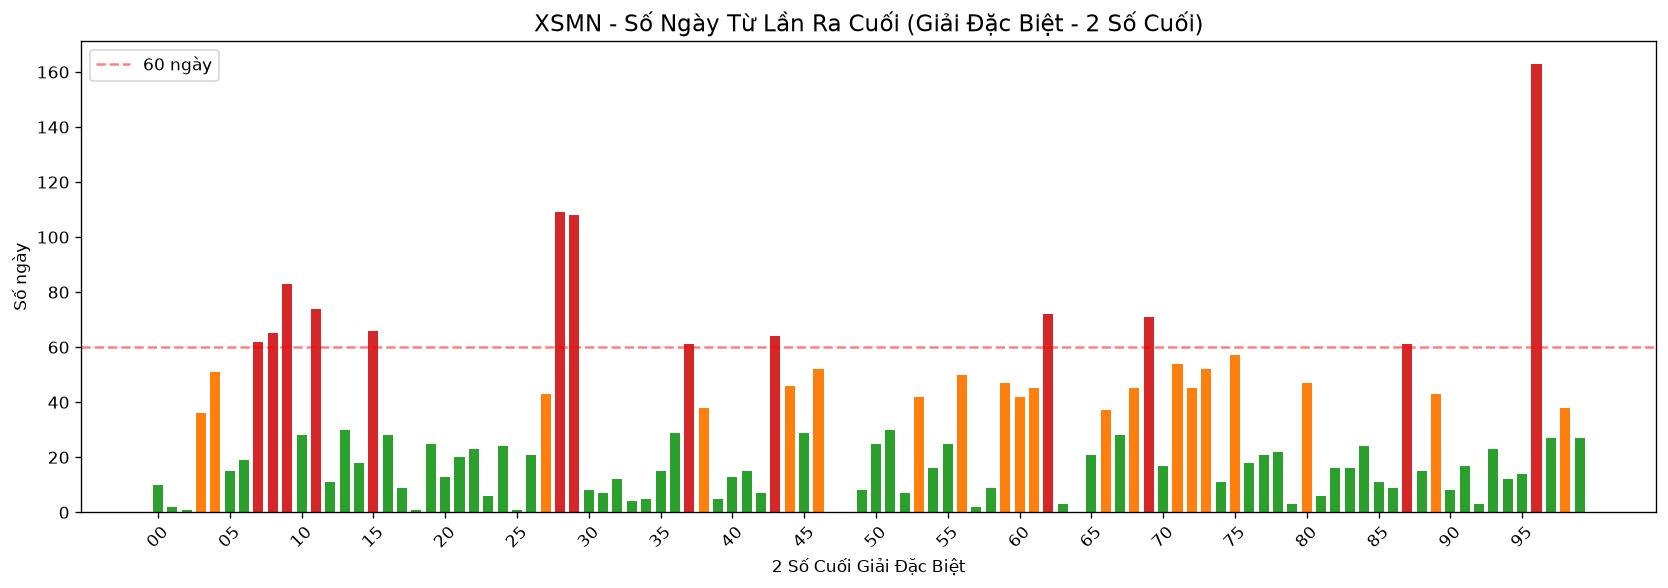 XSMN - Số Ngày Từ Lần Ra Cuối (Giải Đặc Biệt - 2 Số Cuối)
60 ngày
Số ngày
160
140
120
100
80
60
40
20
0
00 05 10 15 20 25 30 35 40 45 50 55 60 65 70 75 80 85 90 95
2 Số Cuối Giải Đặc Biệt